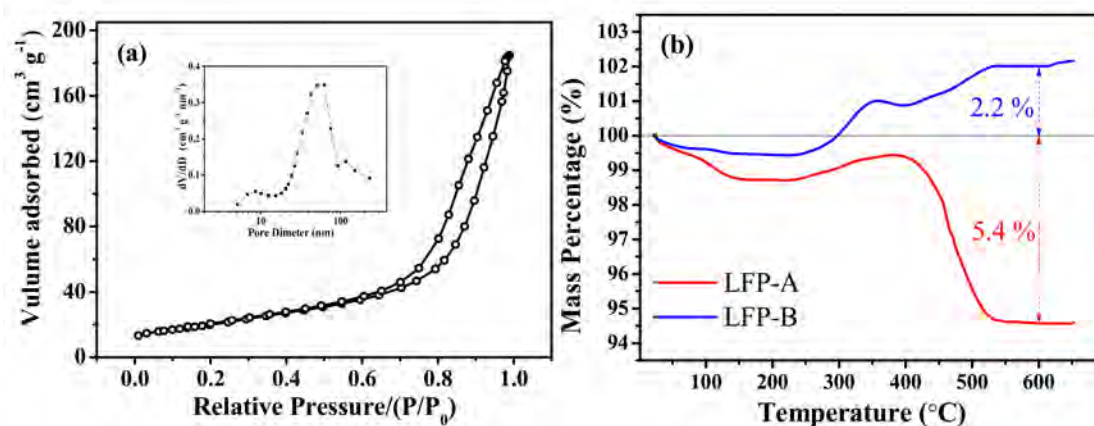 (a)
Vulume adsorbed (cm³ g⁻¹)
200
160
120
80
40
0
0.0 0.2 0.4 0.6 0.8 1.0
Relative Pressure/(P/P₀)
dV/dD (cm³ g⁻¹ nm⁻¹)
0.4
0.3
0.2
0.1
0.0
10 100
Pore Dimeter (nm)
(b)
Mass Percentage (%)
103
102
101
100
99
98
97
96
95
94
2.2 %
5.4 %
LFP-A
LFP-B
100 200 300 400 500 600
Temperature (°C)